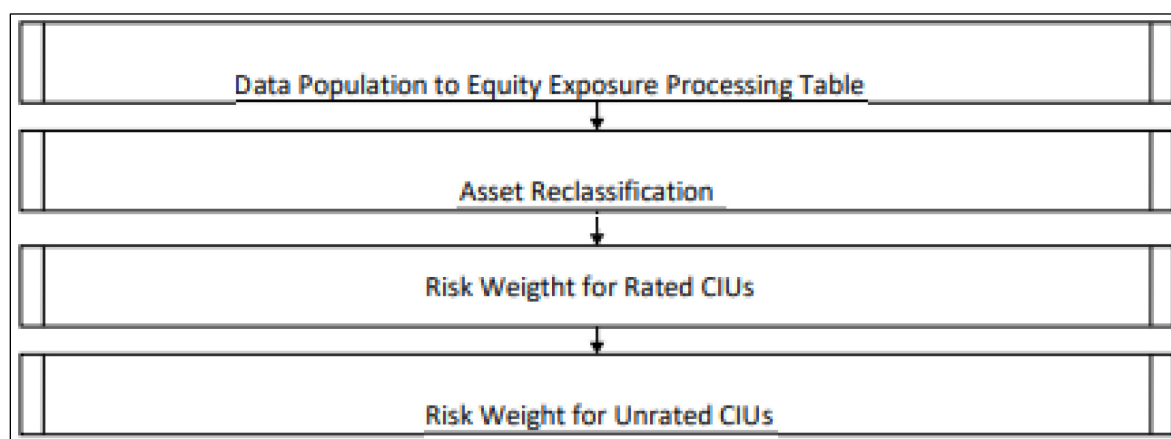 Data Population to Equity Exposure Processing Table
Asset Reclassification
Risk Weigtht for Rated CIUs
Risk Weight for Unrated CIUs